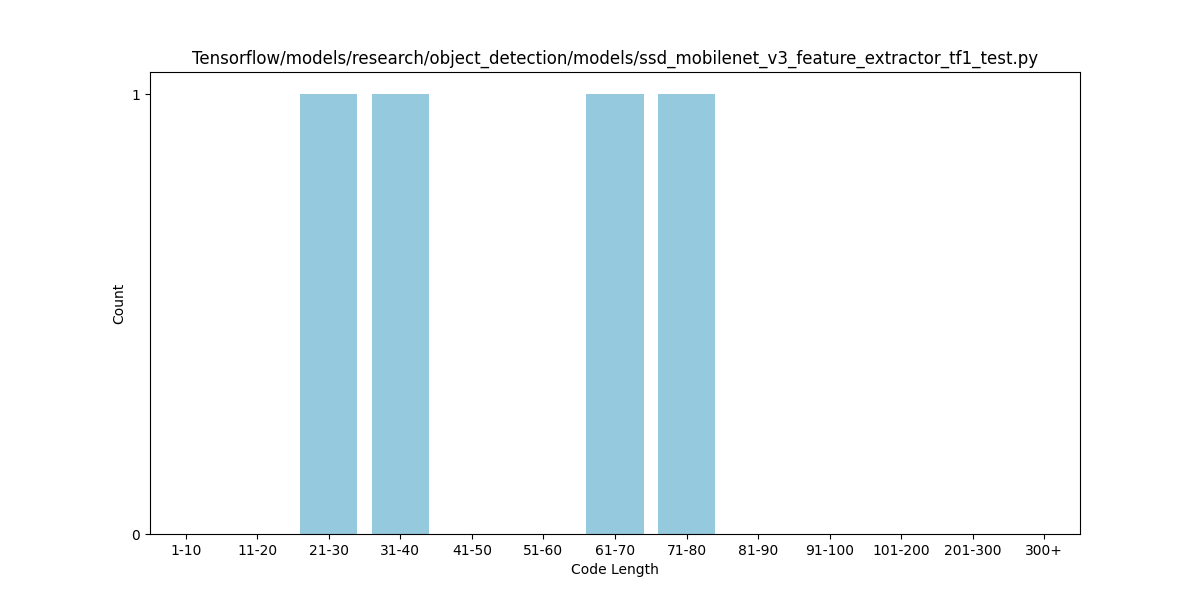 Tensorflow/models/research/object_detection/models/ssd_mobilenet_v3_feature_extractor_tf1_test.py
1
Count
0
1-10 11-20 21-30 31-40 41-50 51-60 61-70 71-80 81-90 91-100 101-200 201-300 300+
Code Length